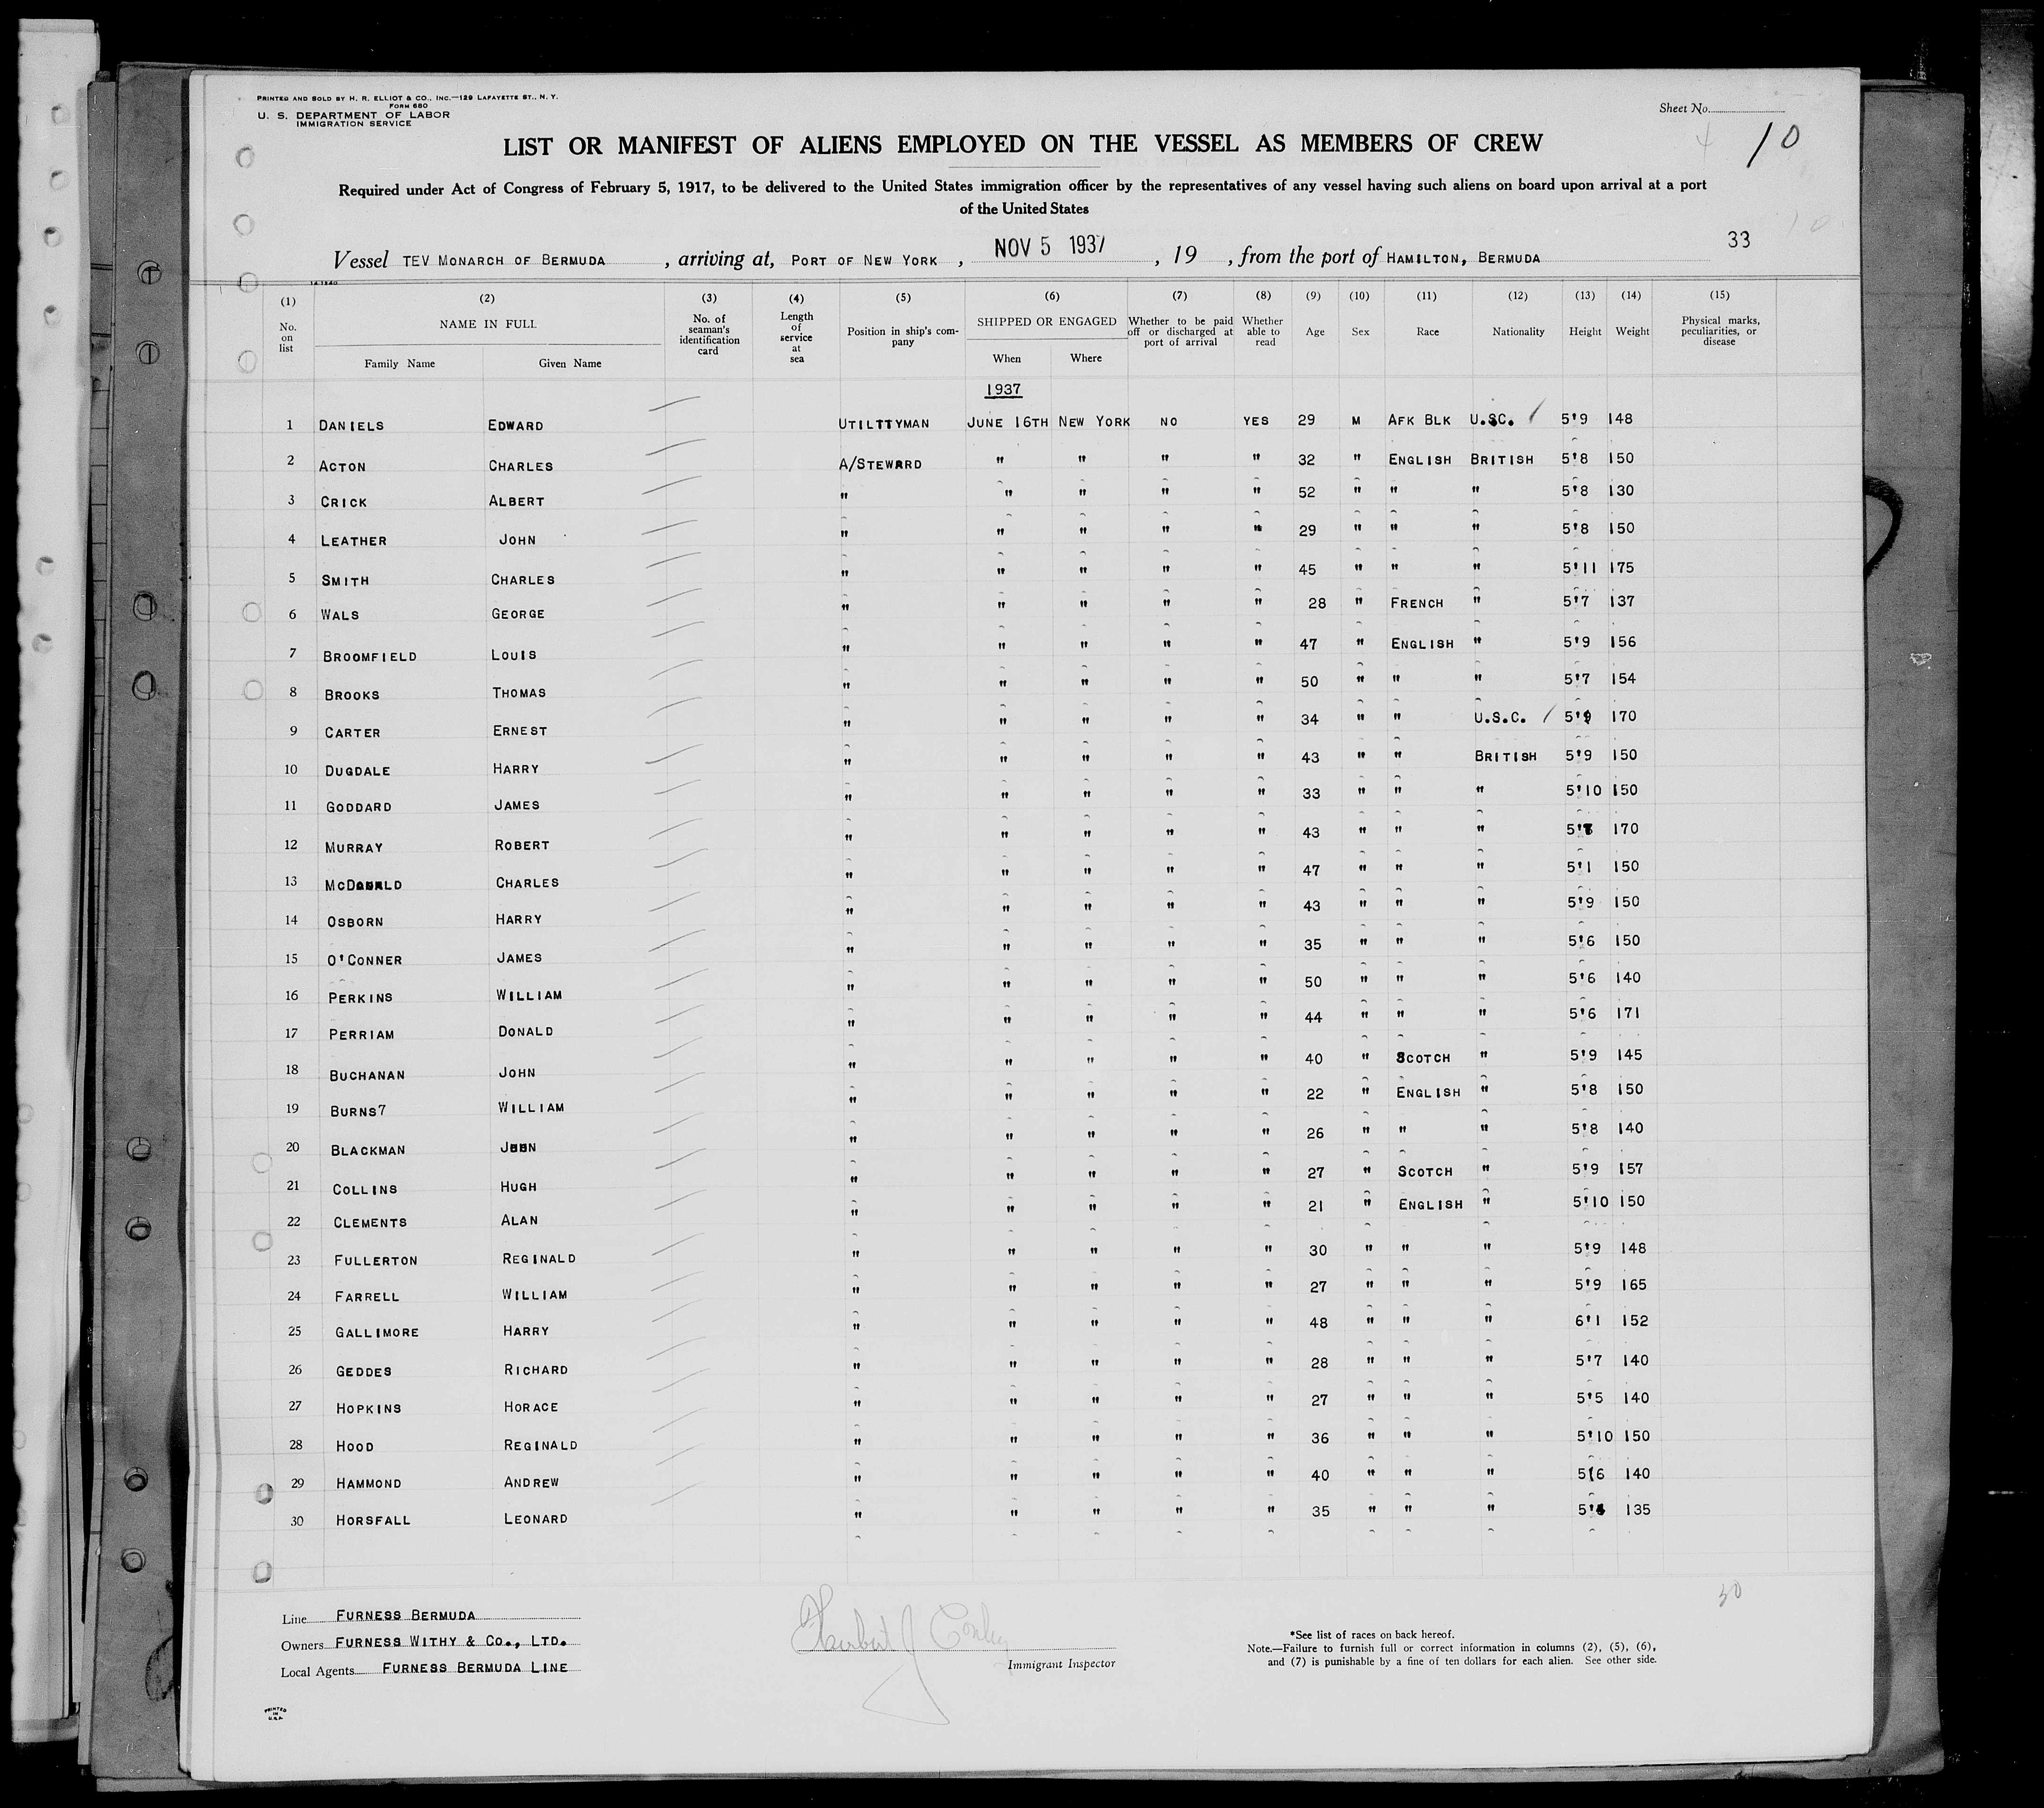 PRINTED AND SOLD BY H. R. ELLIOT & CO., INC.—129 LAFAYETTE ST., N. Y.
FORM 680
U. S. DEPARTMENT OF LABOR
IMMIGRATION SERVICE
Sheet No.
10
LIST OR MANIFEST OF ALIENS EMPLOYED ON THE VESSEL AS MEMBERS OF CREW
Required under Act of Congress of February 5, 1917, to be delivered to the United States immigration officer by the representatives of any vessel having such aliens on board upon arrival at a port
of the United States
33
Vessel TEV MONARCH OF BERMUDA, arriving at, PORT OF NEW YORK, NOV 5 1937, 19 , from the port of HAMILTON, BERMUDA
(1) (2) (3) (4) (5) (6) (7) (8) (9) (10) (11) (12) (13) (14) (15)
No. on list NAME IN FULL Family Name Given Name No. of seaman's identification card Length of service at sea Position in ship's company SHIPPED OR ENGAGED When Where Whether to be paid off or discharged at port of arrival Whether able to read Age Sex Race Nationality Height Weight Physical marks, peculiarities, or disease
1937
1 DANIELS EDWARD UTILTTYMAN JUNE 16TH NEW YORK NO YES 29 M AFK BLK U.SC. 5'9 148
2 ACTON CHARLES A/STEWARD " " " " 32 " ENGLISH BRITISH 5'8 150
3 CRICK ALBERT " " " " " 52 " " " 5'8 130
4 LEATHER JOHN " " " " " 29 " " " 5'8 150
5 SMITH CHARLES " " " " " 45 " " " 5'11 175
6 WALS GEORGE " " " " " 28 " FRENCH " 5'7 137
7 BROOMFIELD LOUIS " " " " " 47 " ENGLISH " 5'9 156
8 BROOKS THOMAS " " " " " 50 " " " 5'7 154
9 CARTER ERNEST " " " " " 34 " " U.S.C. 5'9 170
10 DUGDALE HARRY " " " " " 43 " " BRITISH 5'9 150
11 GODDARD JAMES " " " " " 33 " " " 5'10 150
12 MURRAY ROBERT " " " " " 43 " " " 170
13 McDONALD CHARLES " " " " " 47 " " " 5'1 150
14 OSBORN HARRY " " " " " 43 " " " 5'9 150
15 O'CONNER JAMES " " " " " 35 " " " 5'6 150
16 PERKINS WILLIAM " " " " " 50 " " " 5'6 140
17 PERRIAM DONALD " " " " " 44 " " " 5'6 171
18 BUCHANAN JOHN " " " " " 40 " SCOTCH " 5'9 145
19 BURNS7 WILLIAM " " " " " 22 " ENGLISH " 5'8 150
20 BLACKMAN JOHN " " " " " 26 " " " 5'8 140
21 COLLINS HUGH " " " " " 27 " SCOTCH " 5'9 157
22 CLEMENTS ALAN " " " " " 21 " ENGLISH " 5'10 150
23 FULLERTON REGINALD " " " " " 30 " " " 5'9 148
24 FARRELL WILLIAM " " " " " 27 " " " 5'9 165
25 GALLIMORE HARRY " " " " " 48 " " " 6'1 152
26 GEDDES RICHARD " " " " " 28 " " " 5'7 140
27 HOPKINS HORACE " " " " " 27 " " " 5'5 140
28 HOOD REGINALD " " " " " 36 " " " 5'10 150
29 HAMMOND ANDREW " " " " " 40 " " " 5(6 140
30 HORSFALL LEONARD " " " " " 35 " " " 135
30
Line FURNESS BERMUDA
Owners FURNESS WITHY & CO., LTD.
Local Agents FURNESS BERMUDA LINE
Immigrant Inspector
*See list of races on back hereof.
Note.—Failure to furnish full or correct information in columns (2), (5), (6),
and (7) is punishable by a fine of ten dollars for each alien. See other side.
PRINTED
IN
U.S.A.